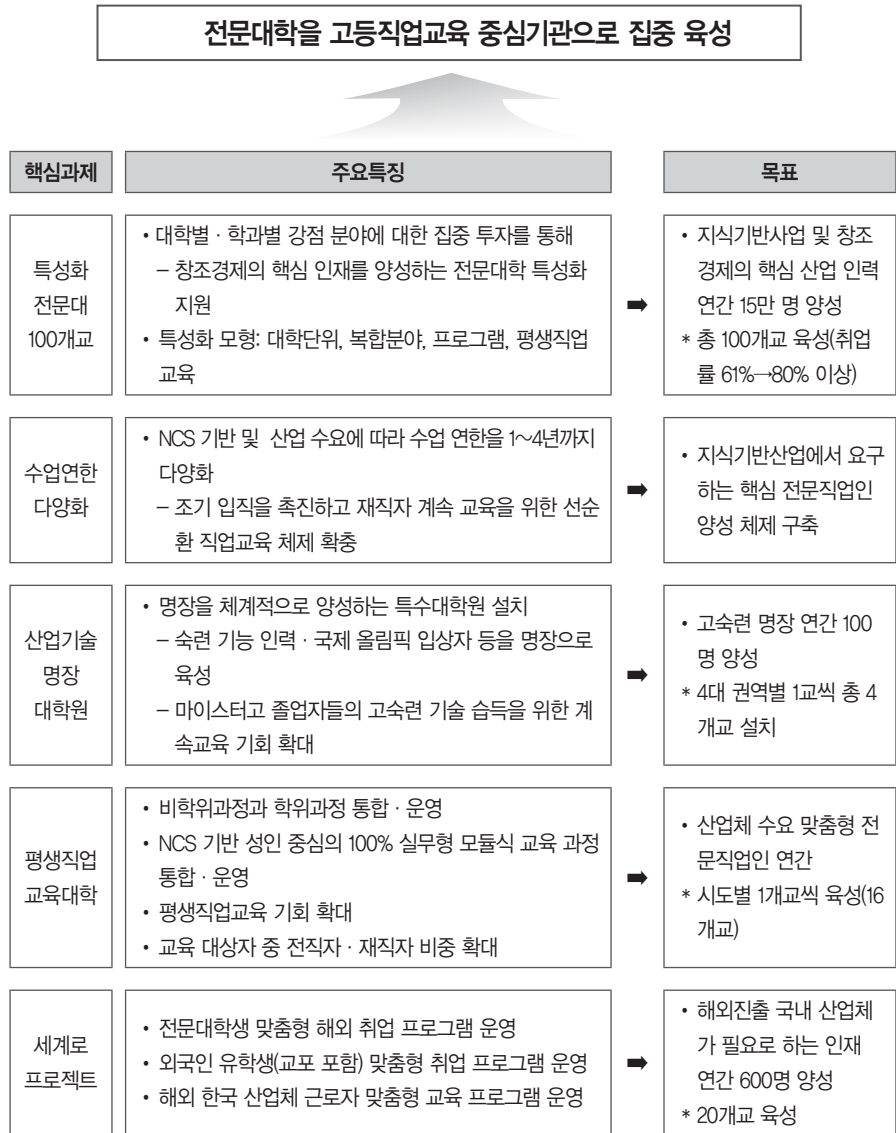 전문대학을 고등직업교육 중심기관으로 집중 육성
핵심과제
주요특징
목표
특성화
전문대
100개교
• 대학별 · 학과별 강점 분야에 대한 집중 투자를 통해
– 창조경제의 핵심 인재를 양성하는 전문대학 특성화
지원
• 특성화 모형: 대학단위, 복합분야, 프로그램, 평생직업
교육
➡
• 지식기반사업 및 창조
경제의 핵심 산업 인력
연간 15만 명 양성
* 총 100개교 육성(취업
률 61%→80% 이상)
수업연한
다양화
• NCS 기반 및 산업 수요에 따라 수업 연한을 1～4년까지
다양화
– 조기 입직을 촉진하고 재직자 계속 교육을 위한 선순
환 직업교육 체제 확충
➡
• 지식기반산업에서 요구
하는 핵심 전문직업인
양성 체제 구축
산업기술
명장
대학원
• 명장을 체계적으로 양성하는 특수대학원 설치
– 숙련 기능 인력 · 국제 올림픽 입상자 등을 명장으로
육성
– 마이스터고 졸업자들의 고숙련 기술 습득을 위한 계
속교육 기회 확대
➡
• 고숙련 명장 연간 100
명 양성
* 4대 권역별 1교씩 총 4
개교 설치
평생직업
교육대학
• 비학위과정과 학위과정 통합 · 운영
• NCS 기반 성인 중심의 100% 실무형 모듈식 교육 과정
통합 · 운영
• 평생직업교육 기회 확대
• 교육 대상자 중 전직자 · 재직자 비중 확대
➡
• 산업체 수요 맞춤형 전
문직업인 연간
* 시도별 1개교씩 육성(16
개교)
세계로
프로젝트
• 전문대학생 맞춤형 해외 취업 프로그램 운영
• 외국인 유학생(교포 포함) 맞춤형 취업 프로그램 운영
• 해외 한국 산업체 근로자 맞춤형 교육 프로그램 운영
➡
• 해외진출 국내 산업체
가 필요로 하는 인재
연간 600명 양성
* 20개교 육성